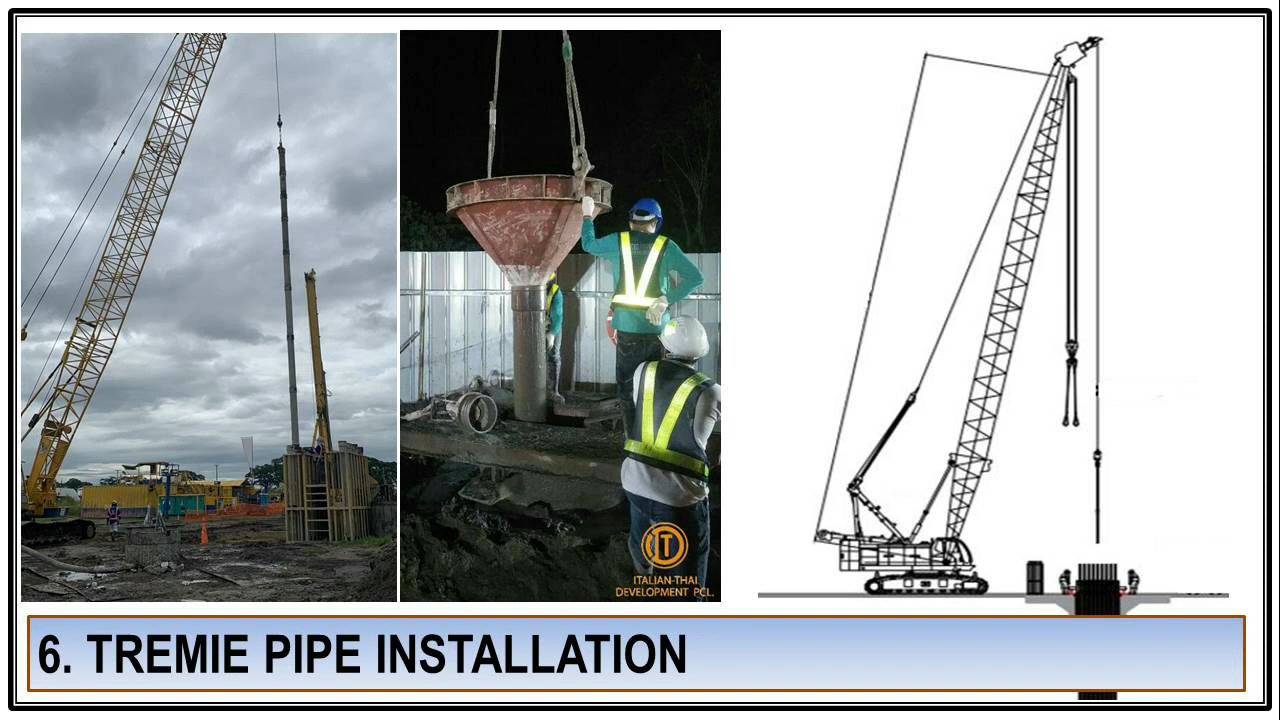 ITALIAN-THAI
DEVELOPMENT PCL.
6. TREMIE PIPE INSTALLATION